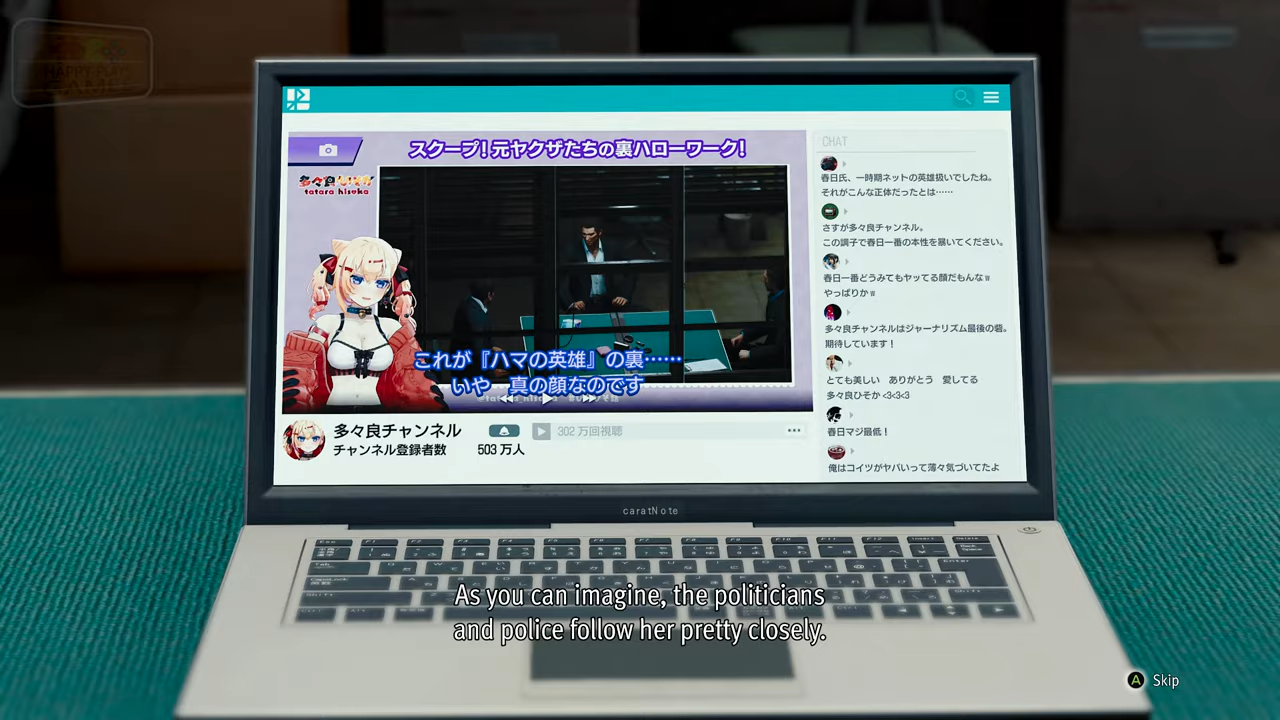 HAPPY PLAY
GAME
スクープ!元ヤクザたちの裏ハローワーク!
多々良ひそか
tatara hisoka
これが『ハマの英雄』の裏……
いや 真の顔なのです
多々良チャンネル
チャンネル登録者数
503 万人
302 万回視聴
CHAT
春日氏、一時期ネットの英雄扱いでしたね。
それがこんな正体だったとは……
さすが多々良チャンネル。
この調子で春日一番の本性を暴いてください。
春日一番どうみてもヤッてる顔だもんなw
やっぱりかw
多々良チャンネルはジャーナリズム最後の砦。
期待しています!
とても美しい ありがとう 愛してる
多々良ひそか <3<3<3
春日マジ最低!
俺はコイツがヤバいって薄々気づいてたよ
caratNote
As you can imagine, the politicians
and police follow her pretty closely.
A Skip